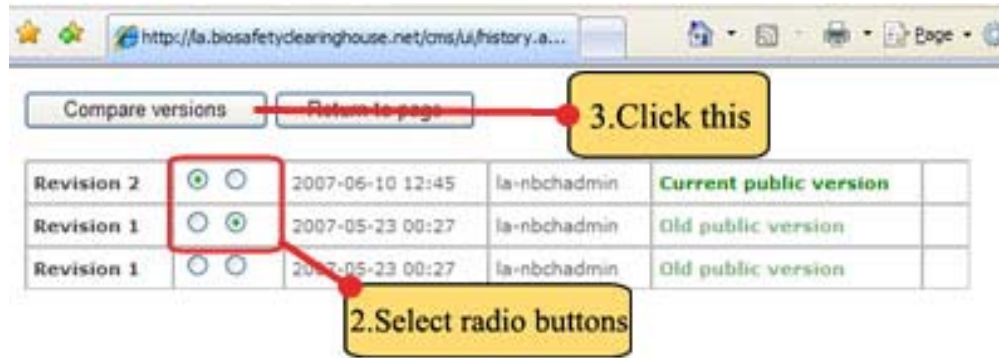 http://la.biosafetyclearinghouse.net/cms/ui/history.a...
Page
Compare versions
Return to page
3.Click this
Revision 2 2007-06-10 12:45 la-nbchadmin Current public version
Revision 1 2007-05-23 00:27 la-nbchadmin Old public version
Revision 1 2007-05-23 00:27 la-nbchadmin Old public version
2.Select radio buttons